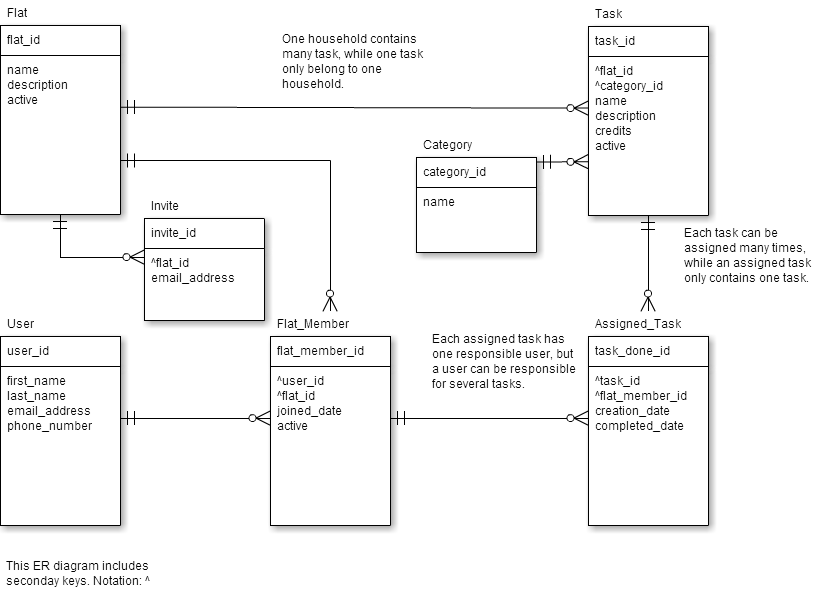 Flat
flat_id
name
description
active
One household contains
many task, while one task
only belong to one
household.
Task
task_id
^flat_id
^category_id
name
description
credits
active
Category
category_id
name
Invite
invite_id
^flat_id
email_address
Each task can be
assigned many times,
while an assigned task
only contains one task.
User
user_id
first_name
last_name
email_address
phone_number
Flat_Member
flat_member_id
^user_id
^flat_id
joined_date
active
Each assigned task has
one responsible user, but
a user can be responsible
for several tasks.
Assigned_Task
task_done_id
^task_id
^flat_member_id
creation_date
completed_date
This ER diagram includes
seconday keys. Notation: ^